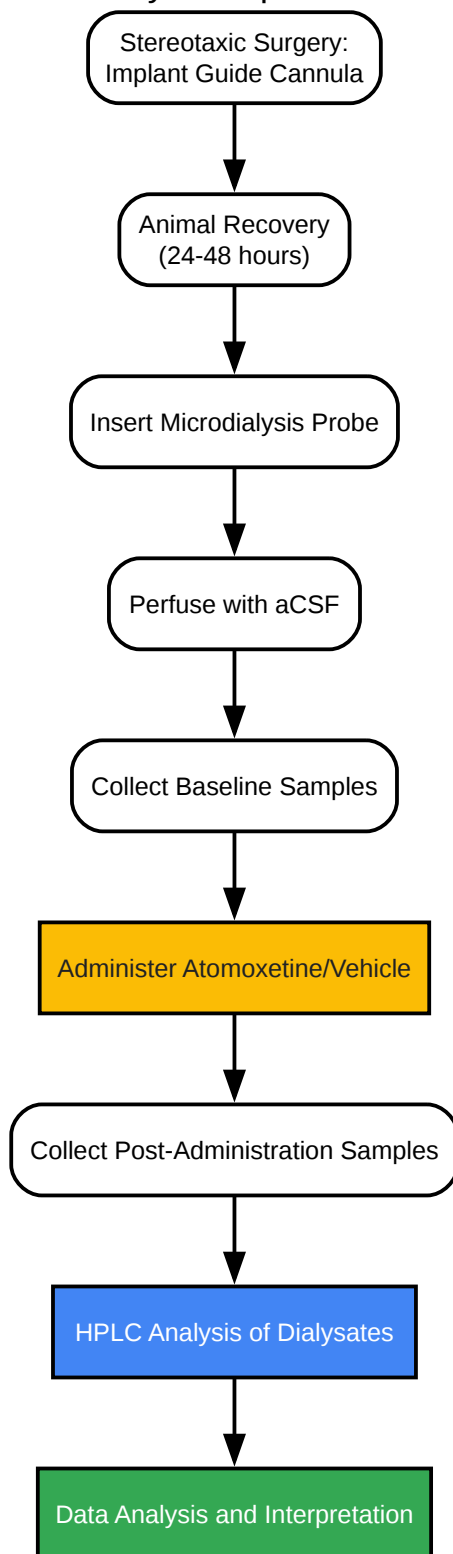 Stereotaxic Surgery:
Implant Guide Cannula
Animal Recovery
(24-48 hours)
Insert Microdialysis Probe
Perfuse with aCSF
Collect Baseline Samples
Administer Atomoxetine/Vehicle
Collect Post-Administration Samples
HPLC Analysis of Dialysates
Data Analysis and Interpretation